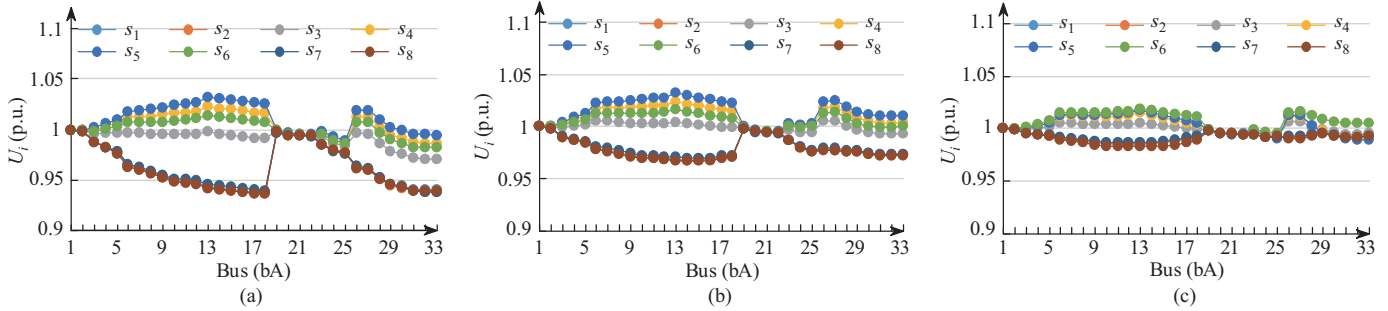 1.1
s1 s2 s3 s4
s5 s6 s7 s8
1.05
1
0.95
0.9
Ui (p.u.)
1 5 9 13 17 21 25 29 33
Bus (bA)
(a)
1.1
s1 s2 s3 s4
s5 s6 s7 s8
1.05
1
0.95
0.9
Ui (p.u.)
1 5 9 13 17 21 25 29 33
Bus (bA)
(b)
1.1
s1 s2 s3 s4
s5 s6 s7 s8
1.05
1
0.95
0.9
Ui (p.u.)
1 5 9 13 17 21 25 29 33
Bus (bA)
(c)